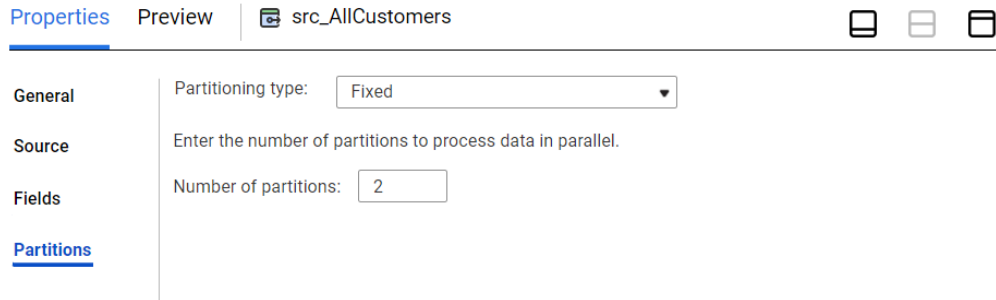 Properties Preview src_AllCustomers
General
Partitioning type: Fixed
Source
Enter the number of partitions to process data in parallel.
Fields
Number of partitions: 2
Partitions